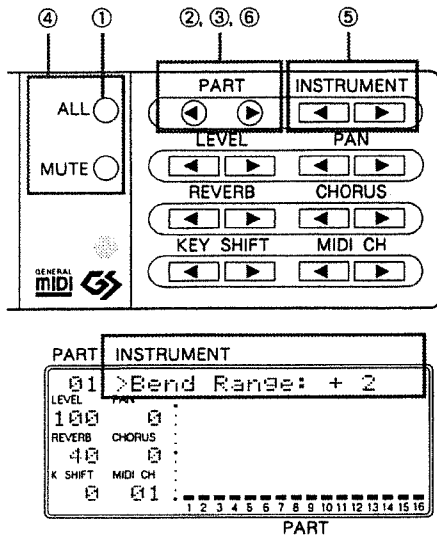 ④ ① ②, ③, ⑥ ⑤
PART INSTRUMENT
ALL
LEVEL PAN
MUTE
REVERB CHORUS
KEY SHIFT MIDI CH
GENERAL
MIDI GS
PART INSTRUMENT
01 >Bend Range: + 2
LEVEL PAN
100 0
REVERB CHORUS
40 0
K SHIFT MIDI CH
0 01
1 2 3 4 5 6 7 8 9 10 11 12 13 14 15 16
PART